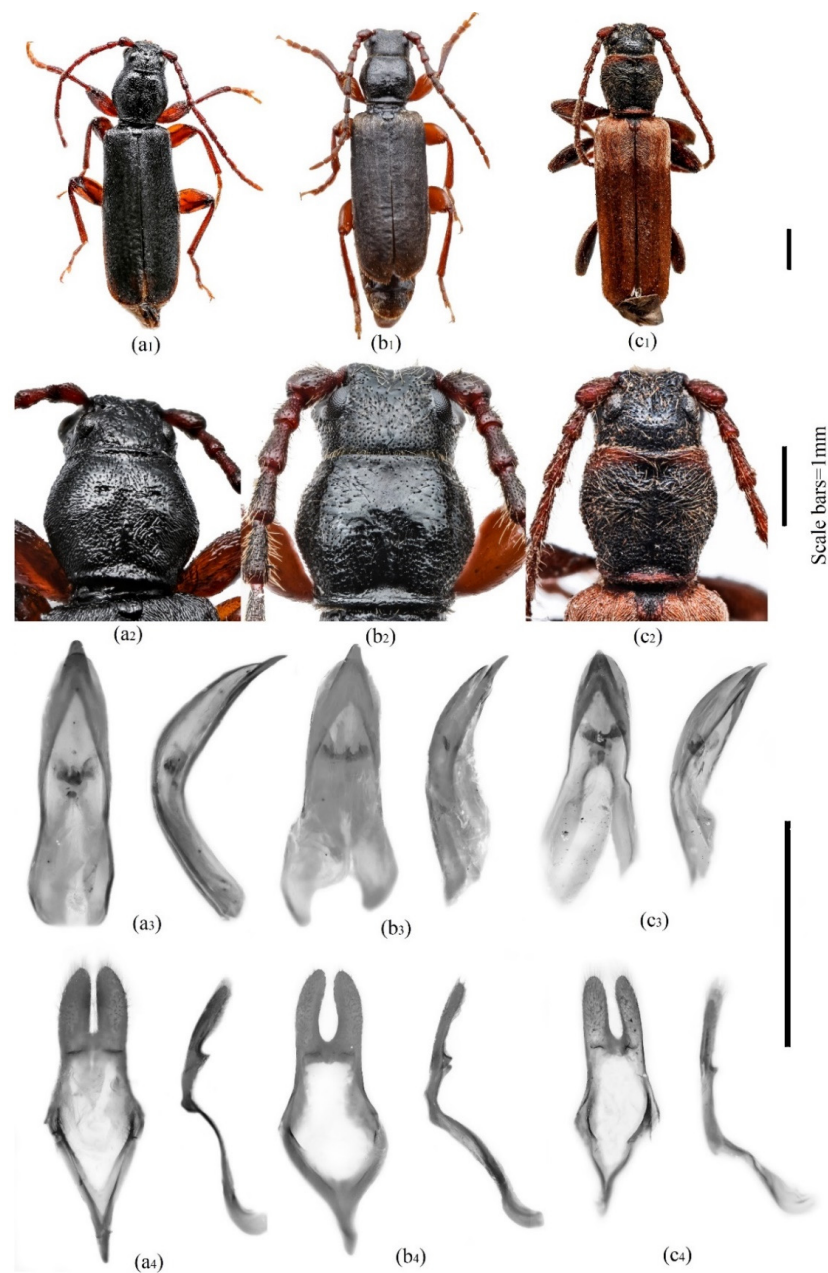 (a1) (b1) (c1)
(a2) (b2) (c2)
Scale bars=1mm
(a3) (b3) (c3)
(a4) (b4) (c4)